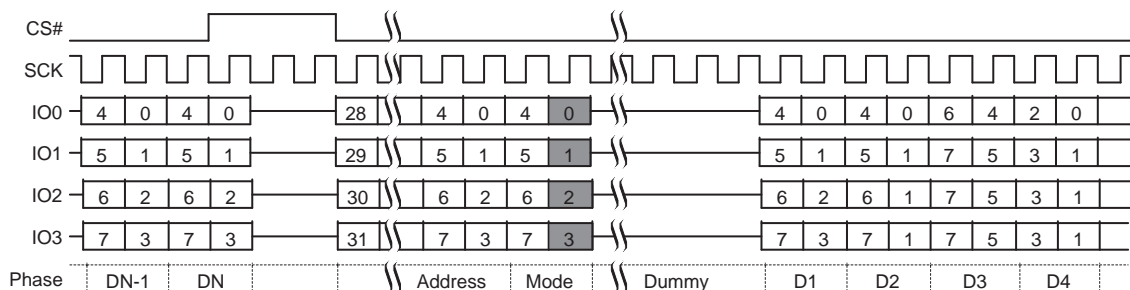 CS#
SCK
IO0 4 0 4 0 28 4 0 4 0 4 0 4 0 6 4 2 0
IO1 5 1 5 1 29 5 1 5 1 5 1 5 1 7 5 3 1
IO2 6 2 6 2 30 6 2 6 2 6 2 6 1 7 5 3 1
IO3 7 3 7 3 31 7 3 7 3 7 3 7 1 7 5 3 1
Phase DN-1 DN Address Mode Dummy D1 D2 D3 D4